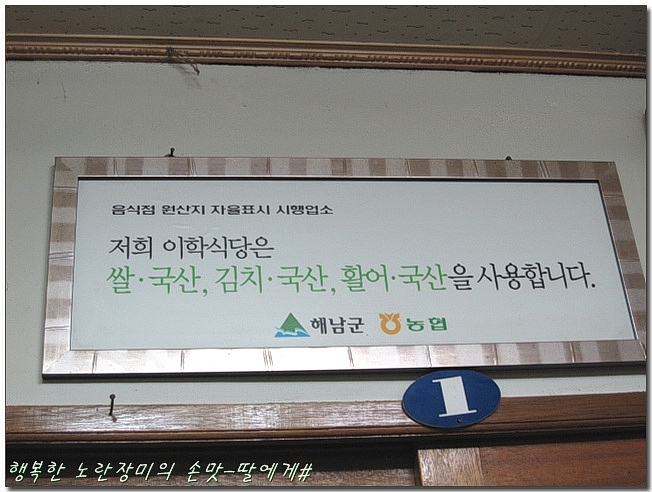 음식점 원산지 자율표시 시행업소
저희 이학식당은
쌀·국산, 김치·국산, 활어·국산을 사용합니다.
해남군 농협
1
행복한 노란장미의 손맛-딸에게#